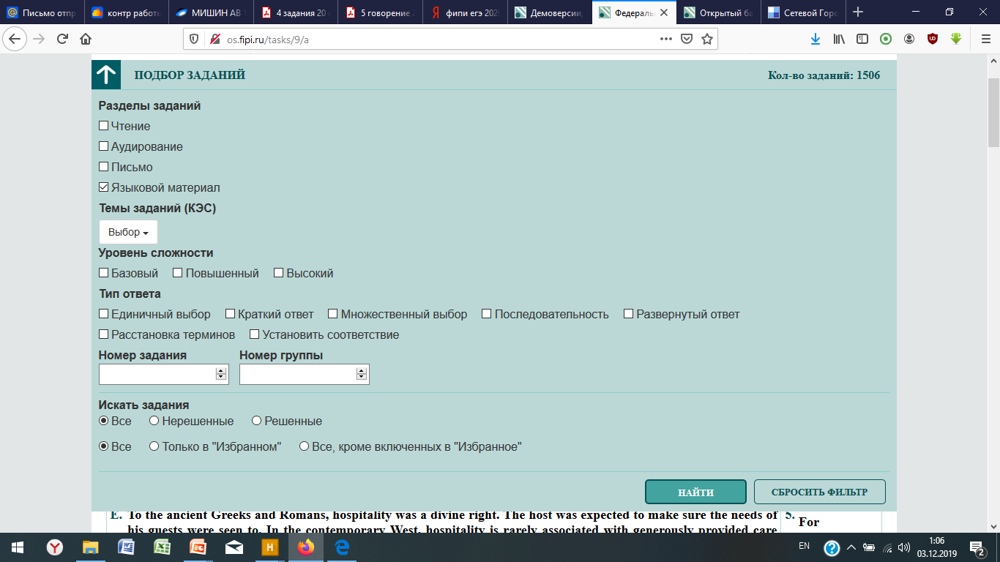 Письмо отпр
контр работы
МИШИН АВ
4 задания 20
5 говорение 2
фипи егэ 202
Демоверсии,
Федераль
Открытый ба
Сетевой Горо
os.fipi.ru/tasks/9/a
ПОДБОР ЗАДАНИЙ
Кол-во заданий: 1506
Разделы заданий
Чтение
Аудирование
Письмо
Языковой материал
Темы заданий (КЭС)
Выбор
Уровень сложности
Базовый Повышенный Высокий
Тип ответа
Единичный выбор Краткий ответ Множественный выбор Последовательность Развернутый ответ
Расстановка терминов Установить соответствие
Номер задания Номер группы
Искать задания
Все Нерешенные Решенные
Все Только в "Избранном" Все, кроме включенных в "Избранное"
НАЙТИ СБРОСИТЬ ФИЛЬТР
E. To the ancient Greeks and Romans, hospitality was a divine right. The host was expected to make sure the needs of
his guests were seen to. In the contemporary West, hospitality is rarely associated with generously provided care
5.
For
EN
1:06
03.12.2019
2